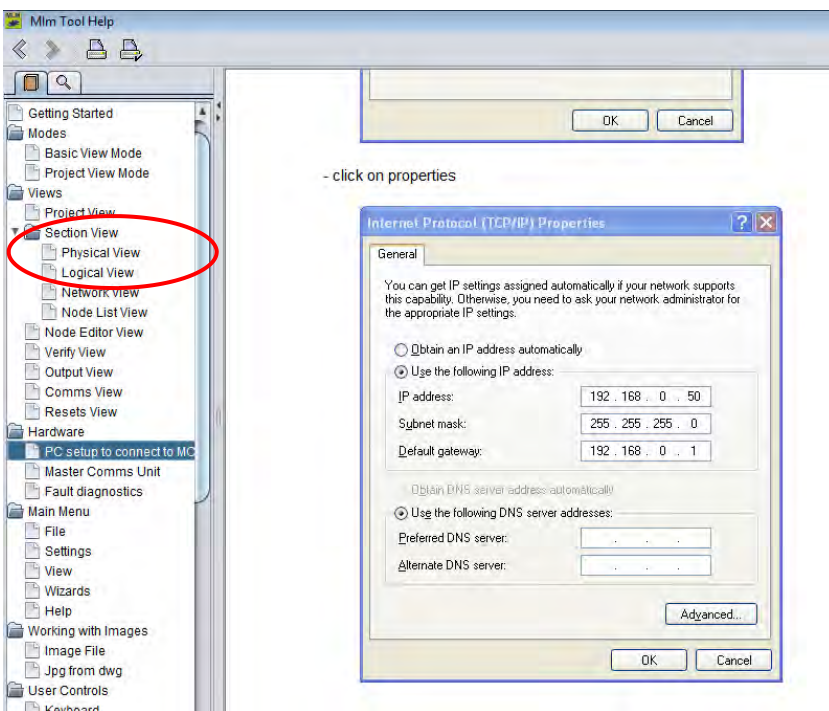 Mlm Tool Help
Getting Started
Modes
Basic View Mode
Project View Mode
Views
Project View
Section View
Physical View
Logical View
Network View
Node List View
Node Editor View
Verify View
Output View
Comms View
Resets View
Hardware
PC setup to connect to MC
Master Comms Unit
Fault diagnostics
Main Menu
File
Settings
View
Wizards
Help
Working with Images
Image File
Jpg from dwg
User Controls
Keyboard
OK Cancel
- click on properties
Internet Protocol (TCP/IP) Properties
General
You can get IP settings assigned automatically if your network supports
this capability. Otherwise, you need to ask your network administrator for
the appropriate IP settings.
Obtain an IP address automatically
Use the following IP address:
IP address: 192 . 168 . 0 . 50
Subnet mask: 255 . 255 . 255 . 0
Default gateway: 192 . 168 . 0 . 1
Obtain DNS server address automatically
Use the following DNS server addresses:
Preferred DNS server: . . .
Alternate DNS server: . . .
Advanced...
OK Cancel